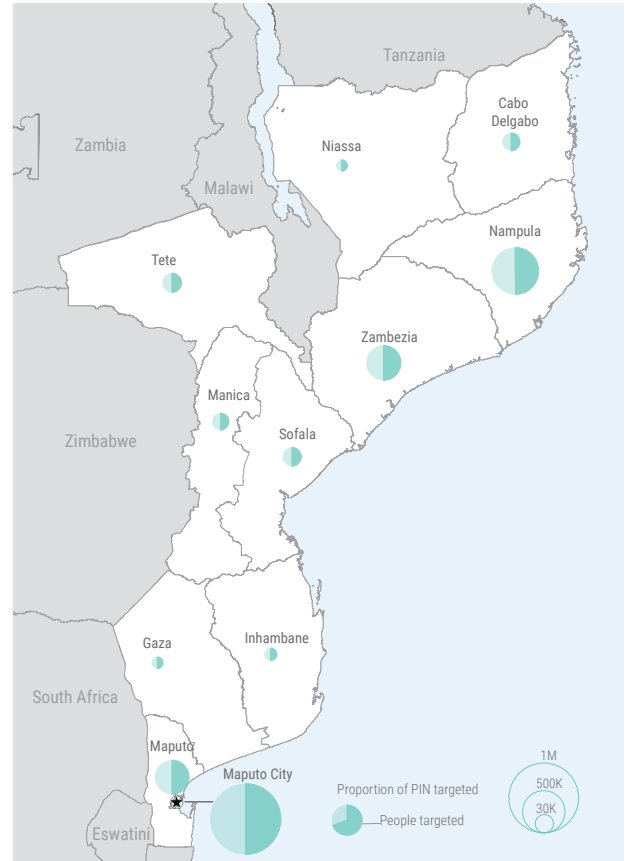 Tanzania
Cabo
Delgabo
Zambia
Niassa
Malawi
Nampula
Tete
Zambezia
Manica
Sofala
Zimbabwe
Gaza
Inhambane
South Africa
Maputo
Maputo City
Eswatini
Proportion of PIN targeted
People targeted
1M
500K
30K